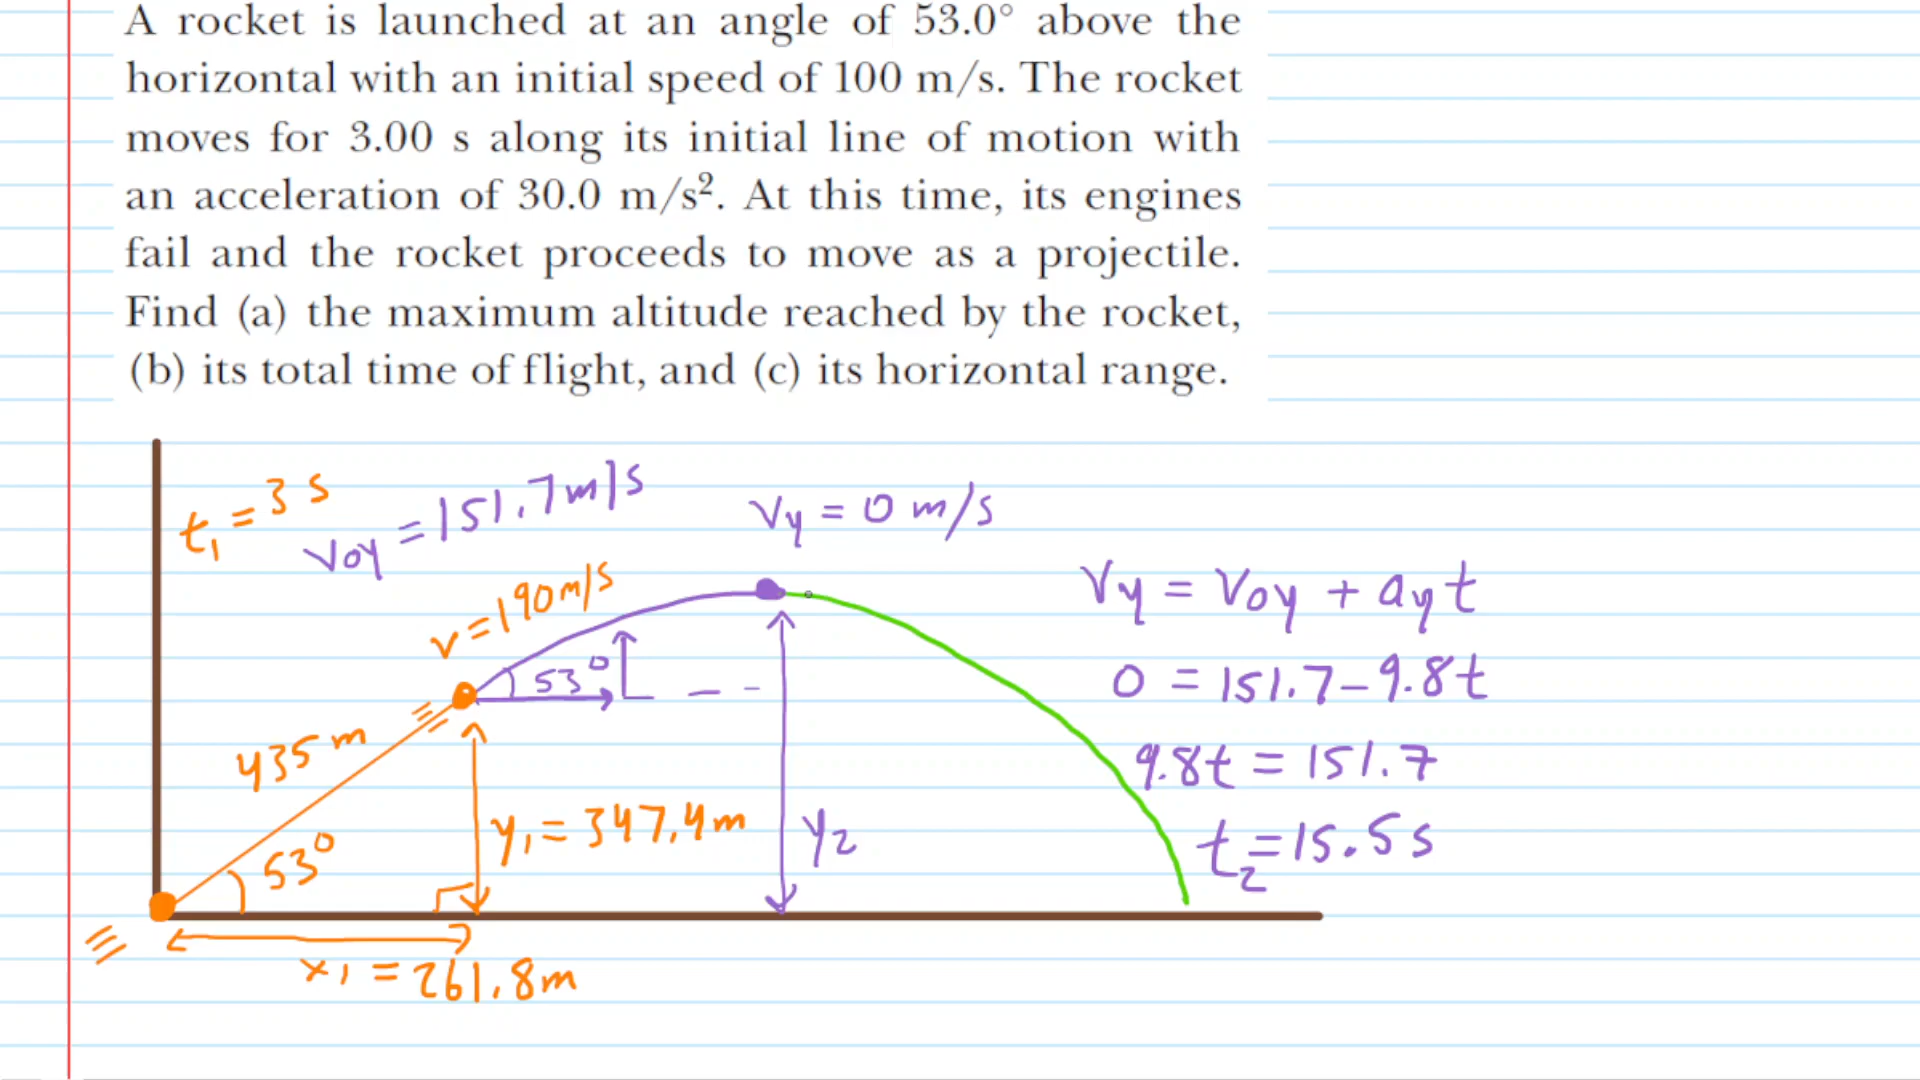 A rocket is launched at an angle of 53.0° above the
horizontal with an initial speed of 100 m/s. The rocket
moves for 3.00 s along its initial line of motion with
an acceleration of 30.0 m/s². At this time, its engines
fail and the rocket proceeds to move as a projectile.
Find (a) the maximum altitude reached by the rocket,
(b) its total time of flight, and (c) its horizontal range.
t₁ = 3 s
v₀y = 151.7 m/s
vy = 0 m/s
v = 190 m/s
vy = v₀y + ayt
53°
0 = 151.7 - 9.8t
435 m
9.8t = 151.7
y₁ = 347.4 m
y₂
t₂ = 15.5 s
53°
x₁ = 261.8 m